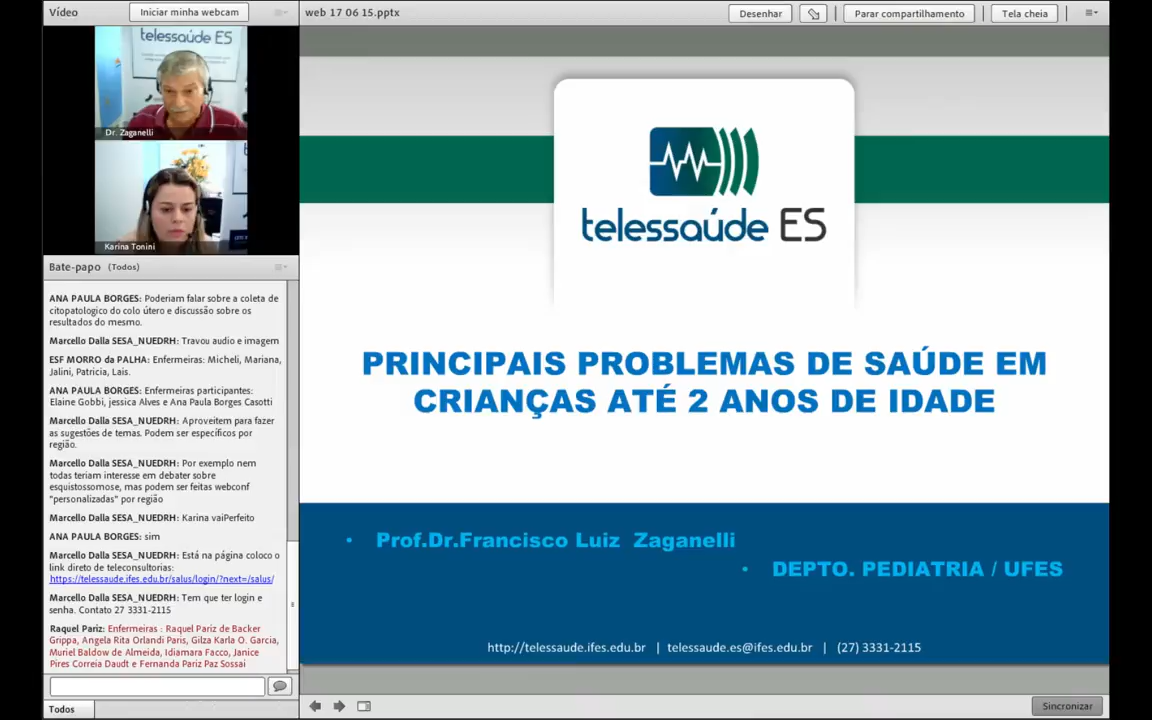 Vídeo
Iniciar minha webcam
web 17 06 15.pptx
Desenhar
Parar compartilhamento
Tela cheia
telessaúde ES
Dr. Zaganelli
Karina Tonini
Bate-papo (Todos)
ANA PAULA BORGES: Poderiam falar sobre a coleta de
citopatologico do colo útero e discussão sobre os
resultados do mesmo.
Marcello Dalla SESA_NUEDRH: Travou audio e imagem
ESF MORRO da PALHA: Enfermeiras: Micheli, Mariana,
Jalini, Patricia, Lais.
ANA PAULA BORGES: Enfermeiras participantes:
Elaine Gobbi, jessica Alves e Ana Paula Borges Casotti
Marcello Dalla SESA_NUEDRH: Aproveitem para fazer
as sugestões de temas. Podem ser específicos por
região.
Marcello Dalla SESA_NUEDRH: Por exemplo nem
todas teriam interesse em debater sobre
esquistossomose, mas podem ser feitas webconf
"personalizadas" por região
Marcello Dalla SESA_NUEDRH: Karina vaiPerfeito
ANA PAULA BORGES: sim
Marcello Dalla SESA_NUEDRH: Está na página coloco o
link direto de teleconsultorias:
https://telessaude.ifes.edu.br/salus/login/?next=/salus/
Marcello Dalla SESA_NUEDRH: Tem que ter login e
senha. Contato 27 3331-2115
Raquel Pariz: Enfermeiras : Raquel Pariz de Backer
Grippa, Angela Rita Orlandi Paris, Gilza Karla O. Garcia,
Muriel Baldow de Almeida, Idiamara Facco, Janice
Pires Correia Daudt e Fernanda Pariz Paz Sossai
Todos
telessaúde ES
PRINCIPAIS PROBLEMAS DE SAÚDE EM
CRIANÇAS ATÉ 2 ANOS DE IDADE
• Prof.Dr.Francisco Luiz Zaganelli
• DEPTO. PEDIATRIA / UFES
http://telessaude.ifes.edu.br | telessaude.es@ifes.edu.br | (27) 3331-2115
Sincronizar